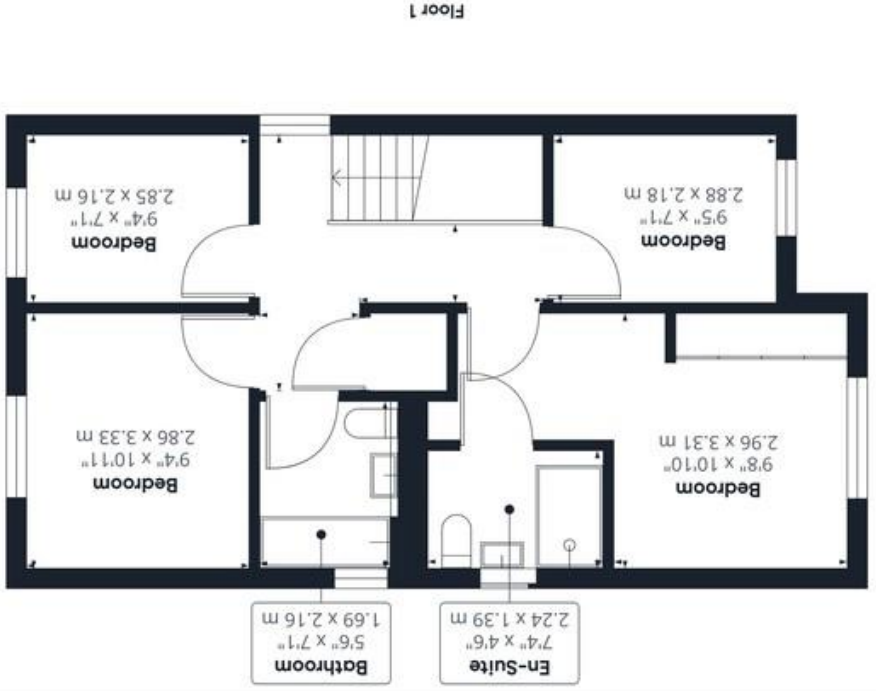 En-Suite
7'4" x 4'6"
2.24 x 1.39 m
Bathroom
5'6" x 7'1"
1.69 x 2.16 m
Bedroom
9'8" x 10'10"
2.96 x 3.31 m
Bedroom
9'4" x 10'11"
2.86 x 3.33 m
Bedroom
9'5" x 7'1"
2.88 x 2.18 m
Bedroom
9'4" x 7'1"
2.85 x 2.16 m
Floor 1